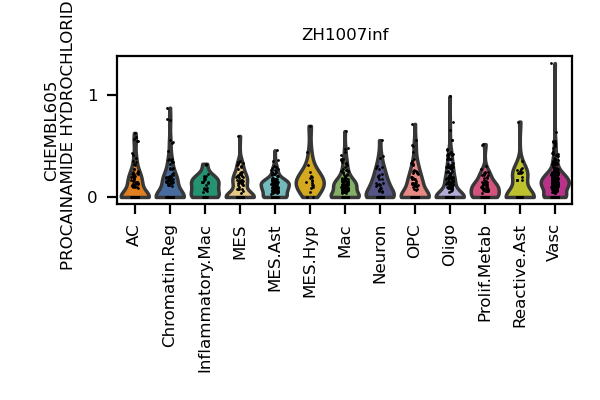 ZH1007inf
CHEMBL605
PROCAINAMIDE HYDROCHLORID
1
0
AC
Chromatin.Reg
Inflammatory.Mac
MES
MES.Ast
MES.Hyp
Mac
Neuron
OPC
Oligo
Prolif.Metab
Reactive.Ast
Vasc